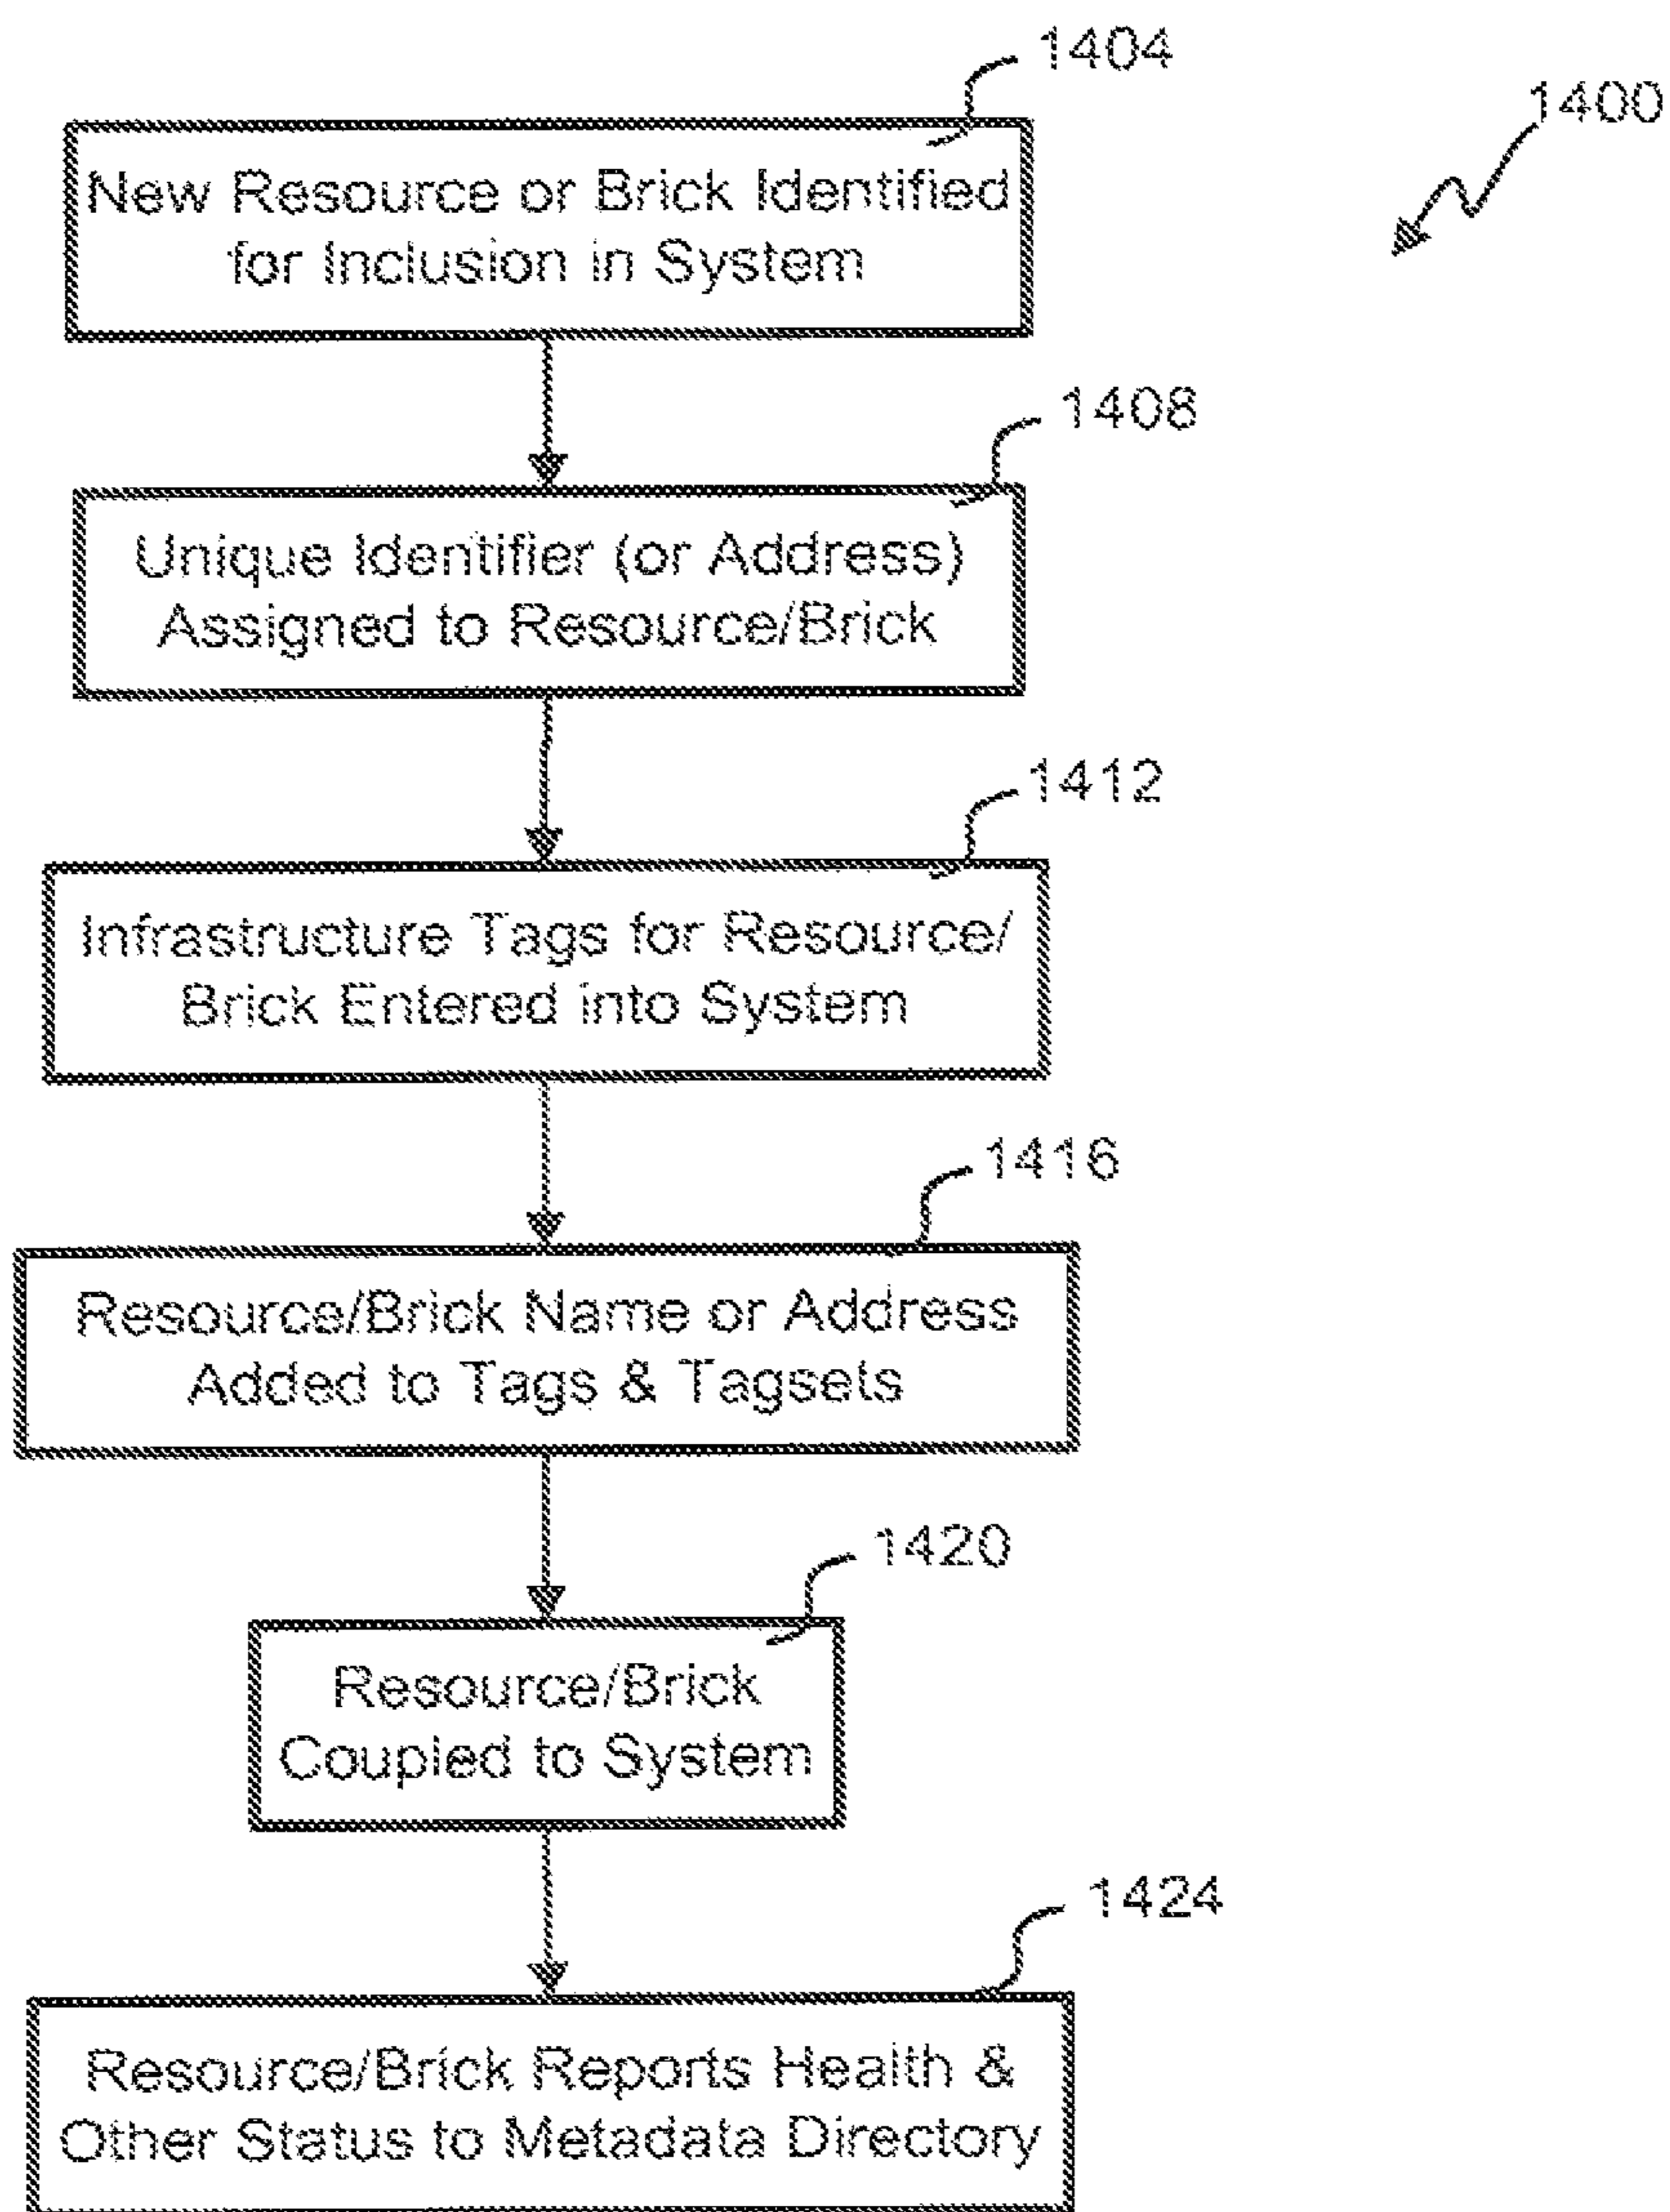 1404
1400
New Resource or Brick Identified
for Inclusion in System
1408
Unique Identifier (or Address)
Assigned to Resource/Brick
1412
Infrastructure Tags for Resource/
Brick Entered into System
1416
Resource/Brick Name or Address
Added to Tags & Tagsets
1420
Resource/Brick
Coupled to System
1424
Resource/Brick Reports Health &
Other Status to Metadata Directory